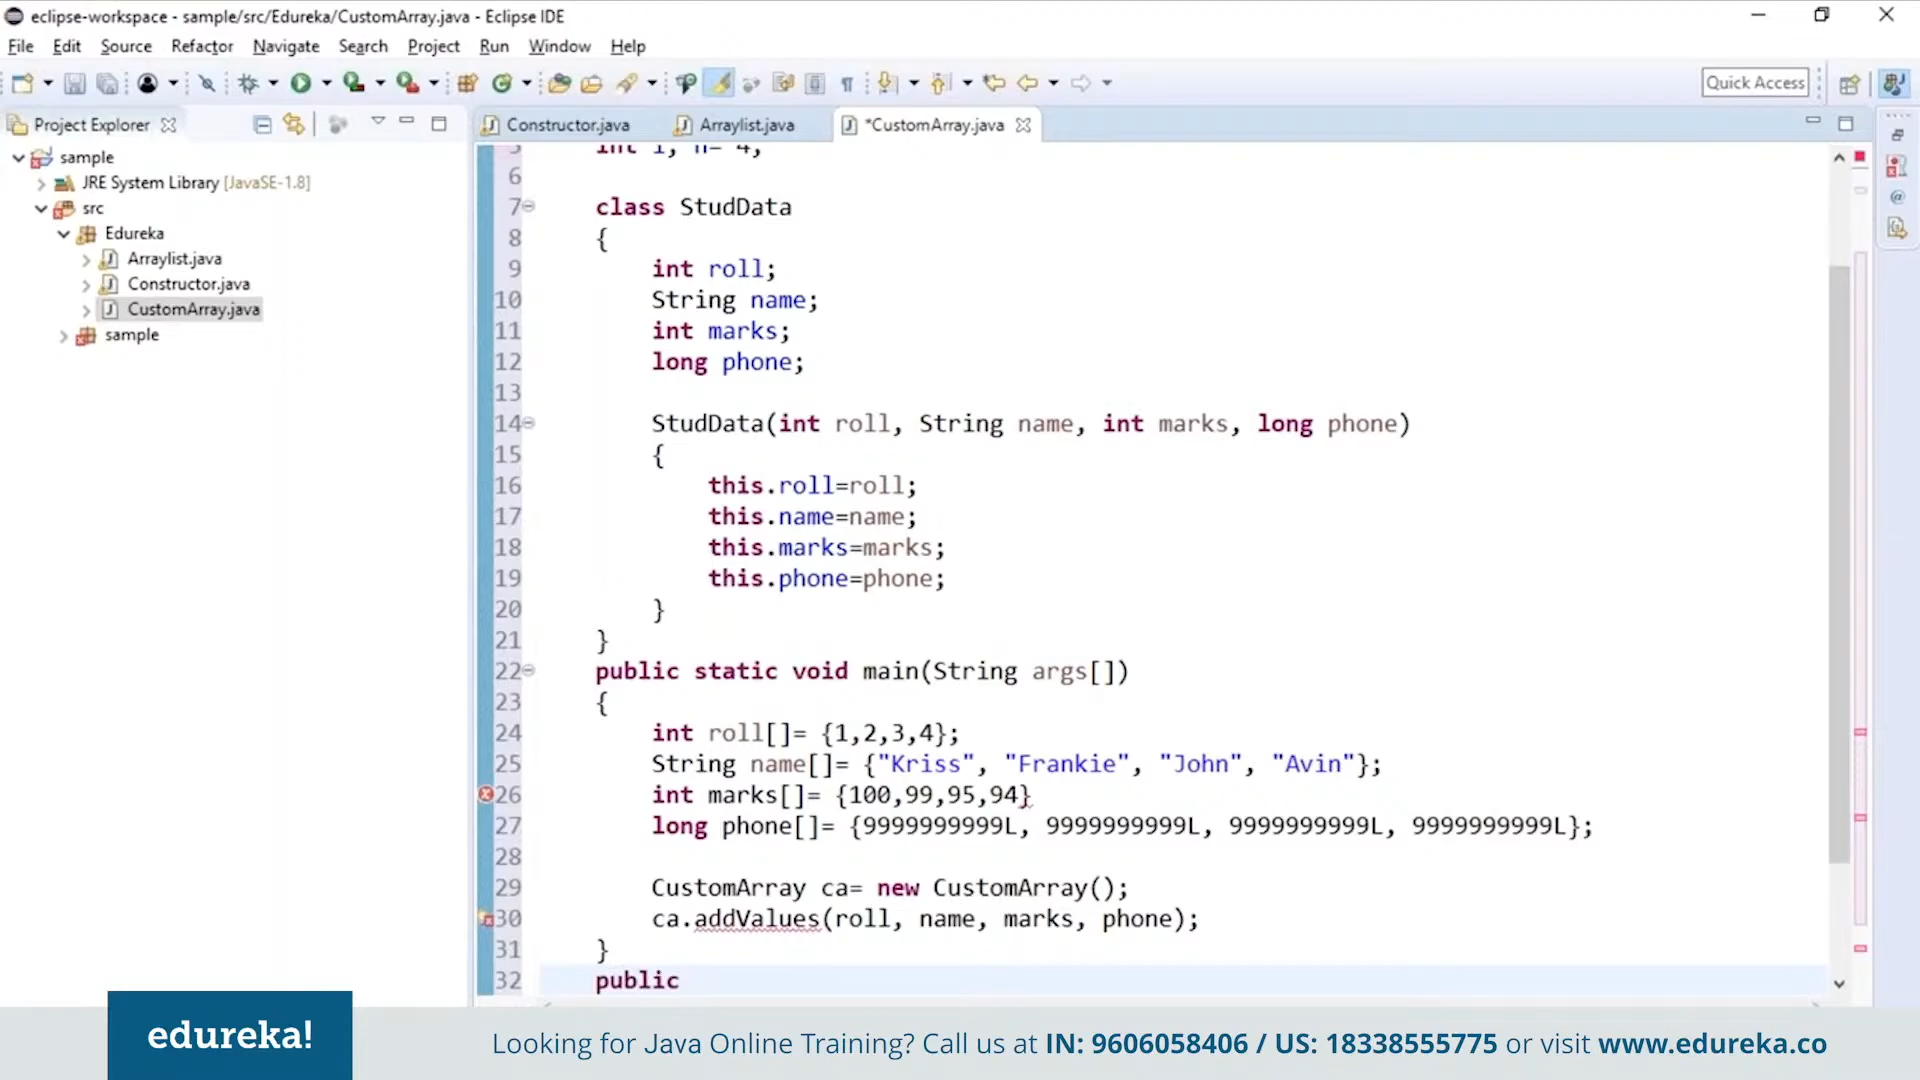 eclipse-workspace - sample/src/Edureka/CustomArray.java - Eclipse IDE
File Edit Source Refactor Navigate Search Project Run Window Help
Quick Access
Project Explorer
Constructor.java Arraylist.java *CustomArray.java
sample
JRE System Library [JavaSE-1.8]
src
Edureka
Arraylist.java
Constructor.java
CustomArray.java
sample
5 int i, n= 4;
6
7 class StudData
8 {
9 int roll;
10 String name;
11 int marks;
12 long phone;
13
14 StudData(int roll, String name, int marks, long phone)
15 {
16 this.roll=roll;
17 this.name=name;
18 this.marks=marks;
19 this.phone=phone;
20 }
21 }
22 public static void main(String args[])
23 {
24 int roll[]= {1,2,3,4};
25 String name[]= {"Kriss", "Frankie", "John", "Avin"};
26 int marks[]= {100,99,95,94}
27 long phone[]= {9999999999L, 9999999999L, 9999999999L, 9999999999L};
28
29 CustomArray ca= new CustomArray();
30 ca.addValues(roll, name, marks, phone);
31 }
32 public
edureka!
Looking for Java Online Training? Call us at IN: 9606058406 / US: 18338555775 or visit www.edureka.co